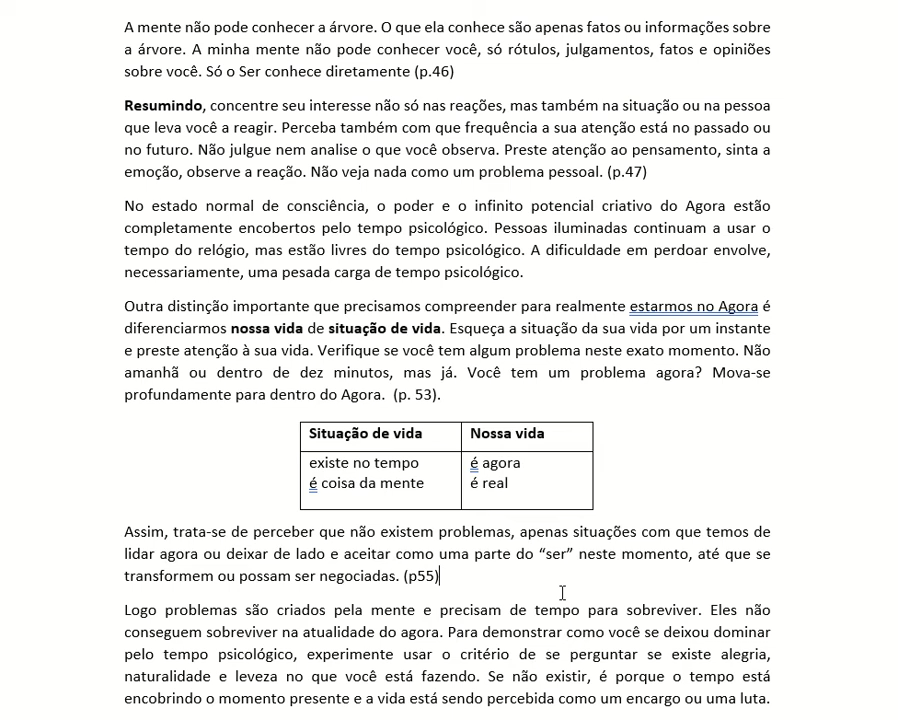 A mente não pode conhecer a árvore. O que ela conhece são apenas fatos ou informações sobre
a árvore. A minha mente não pode conhecer você, só rótulos, julgamentos, fatos e opiniões
sobre você. Só o Ser conhece diretamente (p.46)
Resumindo, concentre seu interesse não só nas reações, mas também na situação ou na pessoa
que leva você a reagir. Perceba também com que frequência a sua atenção está no passado ou
no futuro. Não julgue nem analise o que você observa. Preste atenção ao pensamento, sinta a
emoção, observe a reação. Não veja nada como um problema pessoal. (p.47)
No estado normal de consciência, o poder e o infinito potencial criativo do Agora estão
completamente encobertos pelo tempo psicológico. Pessoas iluminadas continuam a usar o
tempo do relógio, mas estão livres do tempo psicológico. A dificuldade em perdoar envolve,
necessariamente, uma pesada carga de tempo psicológico.
Outra distinção importante que precisamos compreender para realmente estarmos no Agora é
diferenciarmos nossa vida de situação de vida. Esqueça a situação da sua vida por um instante
e preste atenção à sua vida. Verifique se você tem algum problema neste exato momento. Não
amanhã ou dentro de dez minutos, mas já. Você tem um problema agora? Mova-se
profundamente para dentro do Agora. (p. 53).
Situação de vida Nossa vida
existe no tempo é agora
é coisa da mente é real
Assim, trata-se de perceber que não existem problemas, apenas situações com que temos de
lidar agora ou deixar de lado e aceitar como uma parte do “ser” neste momento, até que se
transformem ou possam ser negociadas. (p55)
Logo problemas são criados pela mente e precisam de tempo para sobreviver. Eles não
conseguem sobreviver na atualidade do agora. Para demonstrar como você se deixou dominar
pelo tempo psicológico, experimente usar o critério de se perguntar se existe alegria,
naturalidade e leveza no que você está fazendo. Se não existir, é porque o tempo está
encobrindo o momento presente e a vida está sendo percebida como um encargo ou uma luta.